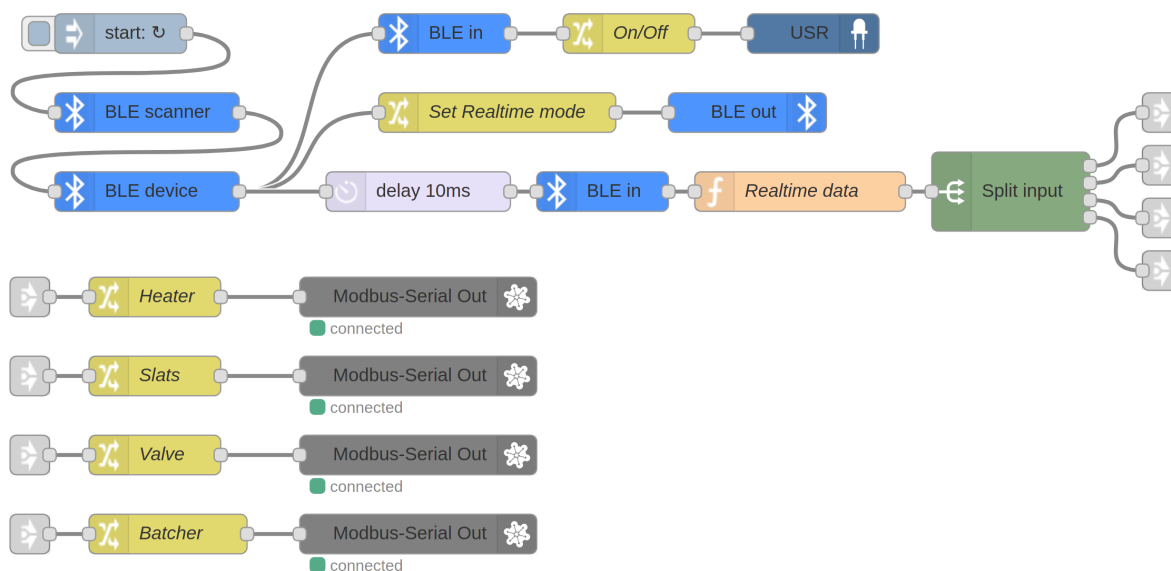 start: ↻
BLE in
On/Off
USR
BLE scanner
Set Realtime mode
BLE out
BLE device
delay 10ms
BLE in
Realtime data
Split input
Heater
Modbus-Serial Out
connected
Slats
Modbus-Serial Out
connected
Valve
Modbus-Serial Out
connected
Batcher
Modbus-Serial Out
connected